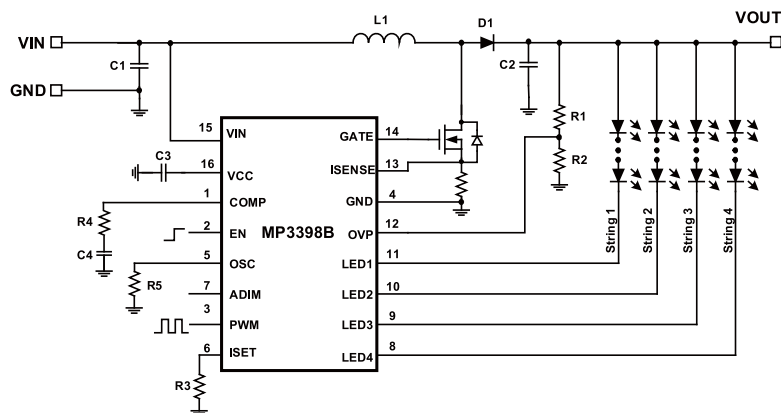 L1
D1
VOUT
VIN
C1
C2
GND
R1
R2
15
VIN
GATE
14
C3
16
VCC
ISENSE
13
1
COMP
GND
4
R4
2
EN
MP3398B
OVP
12
C4
5
OSC
LED1
11
R5
7
ADIM
LED2
10
3
PWM
LED3
9
6
ISET
LED4
8
R3
String 1
String 2
String 3
String 4